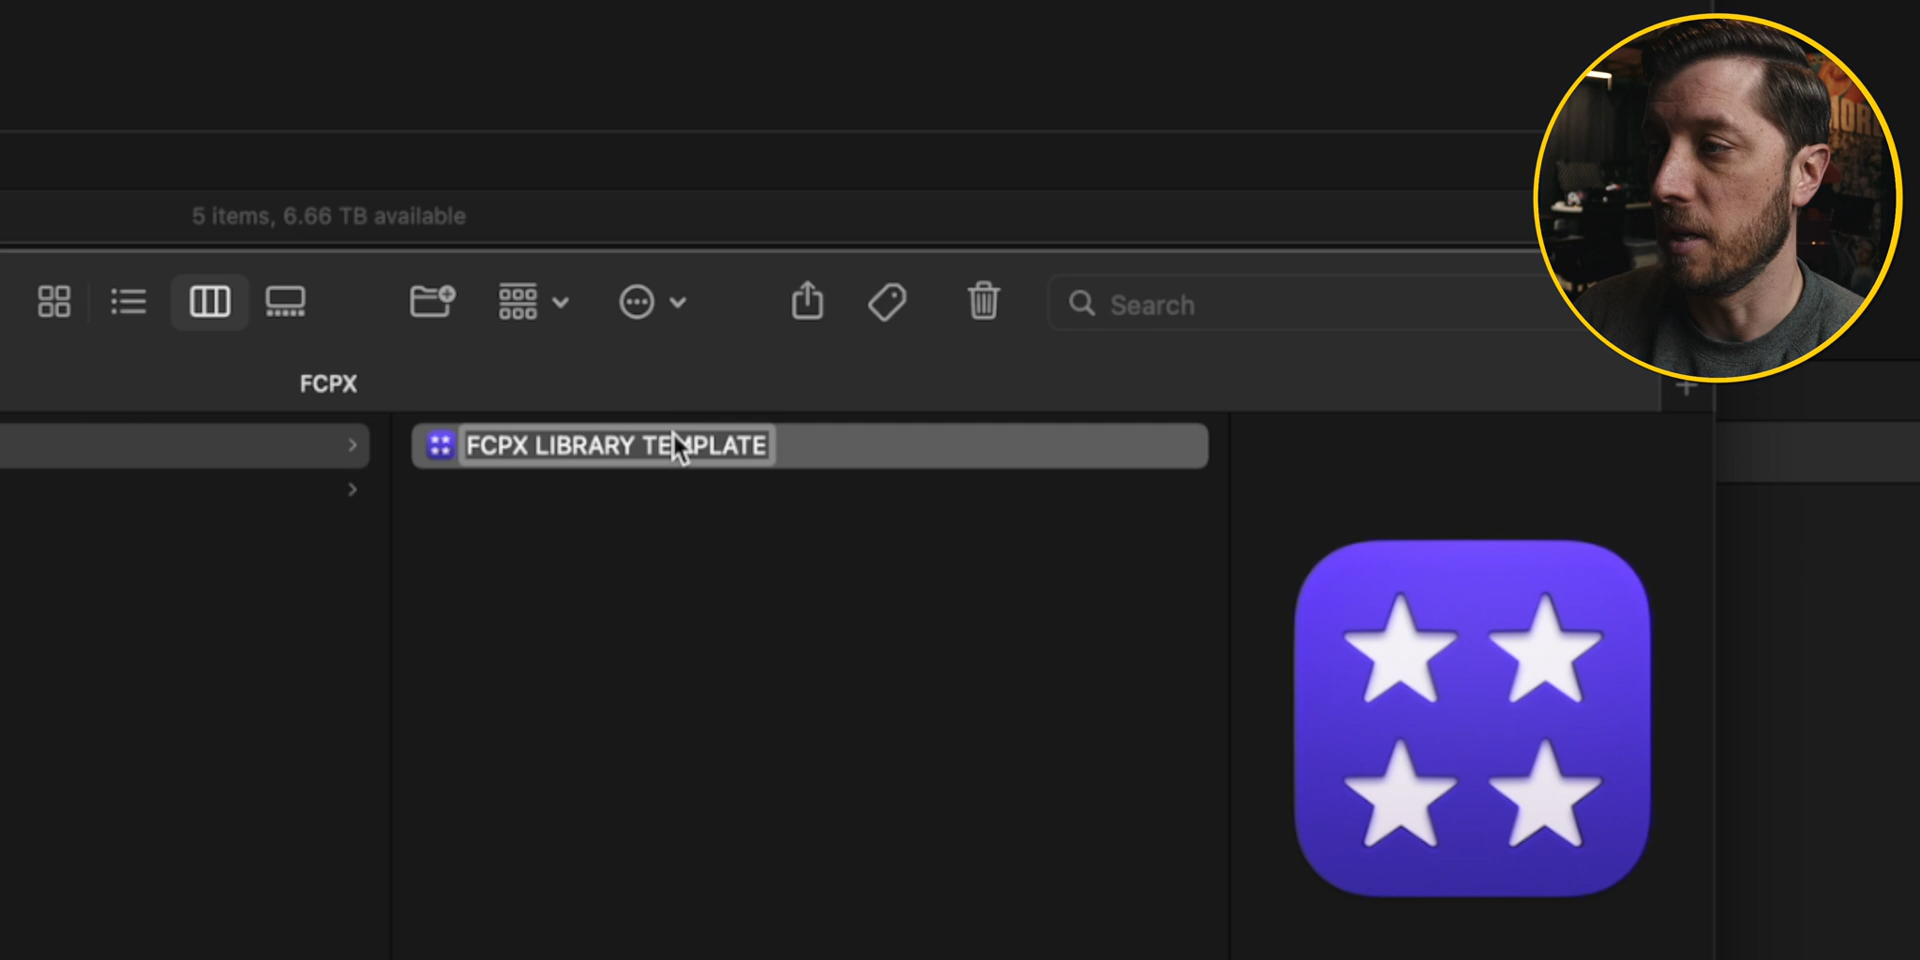 5 items, 6.66 TB available
Search
FCPX
FCPX LIBRARY TEMPLATE